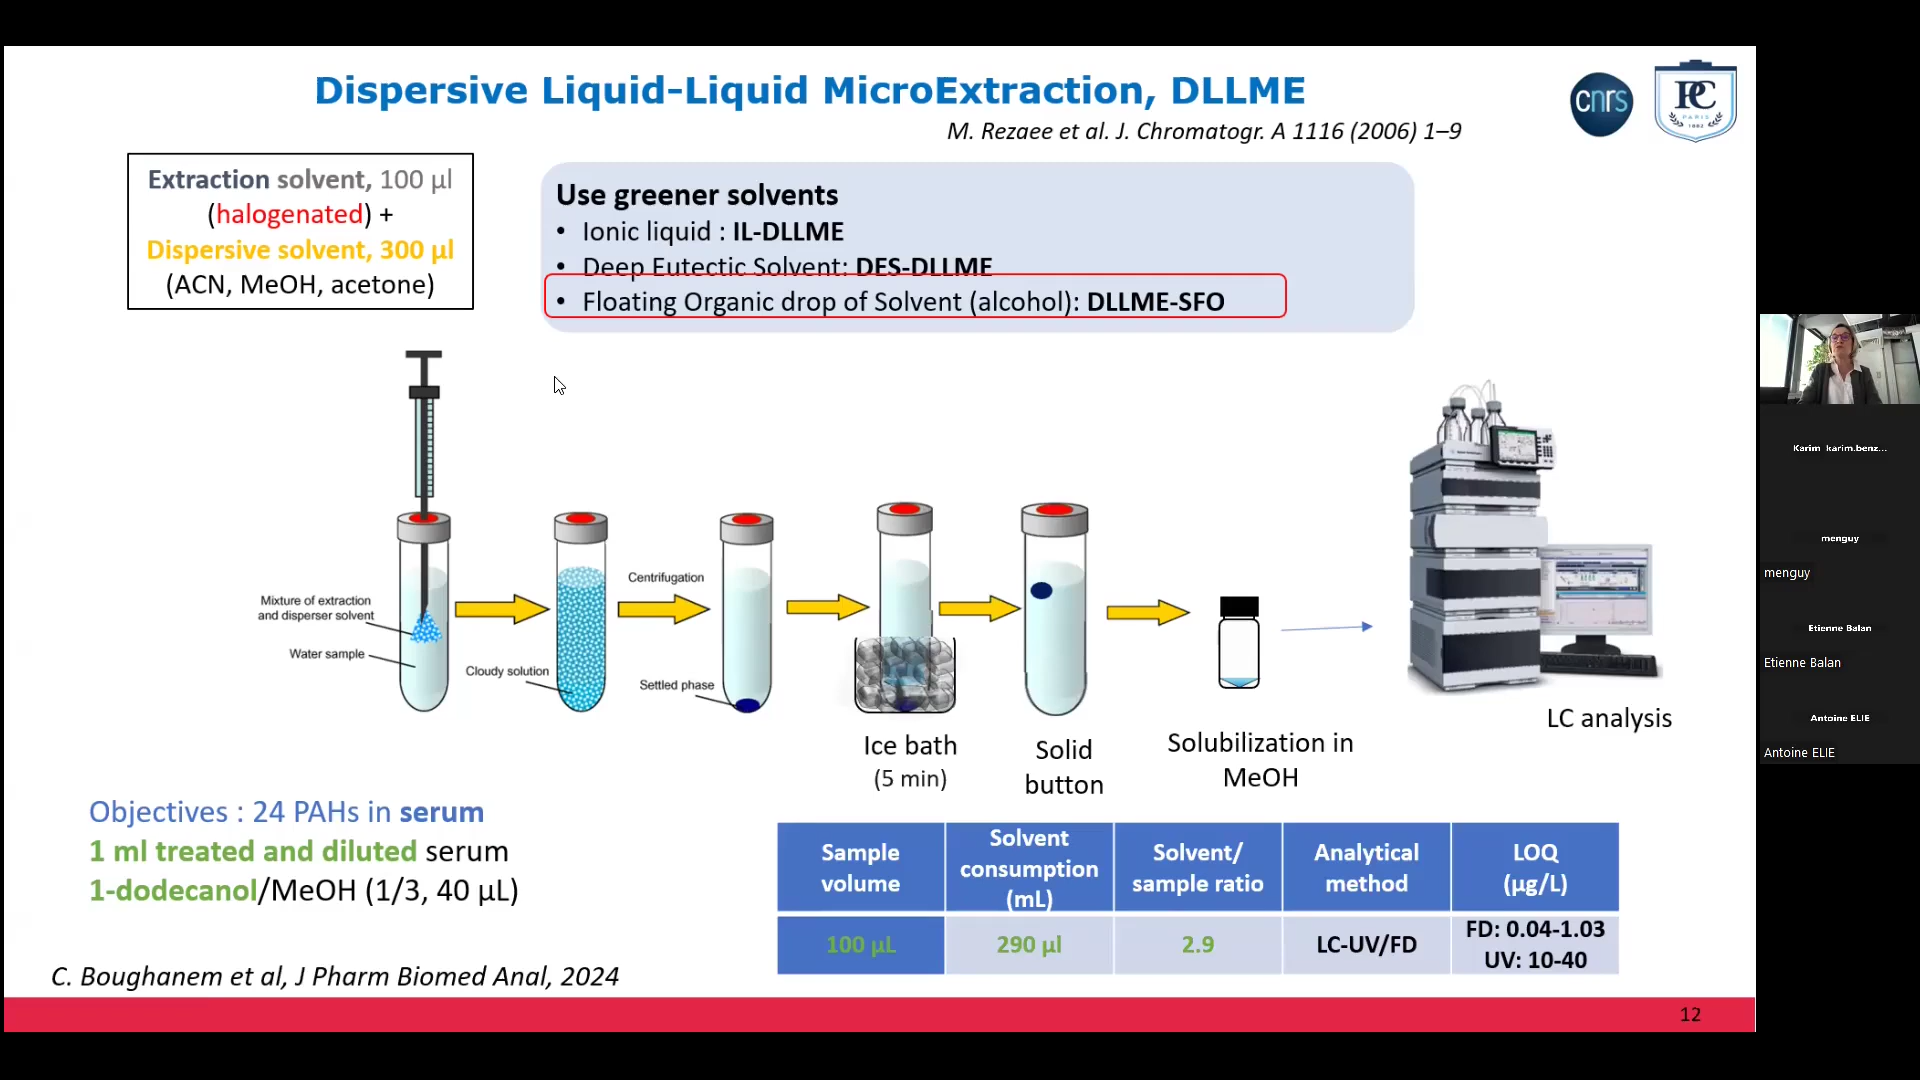 Dispersive Liquid-Liquid MicroExtraction, DLLME
M. Rezaee et al. J. Chromatogr. A 1116 (2006) 1–9
cnrs
PC
PARIS
1882
Extraction solvent, 100 µl
(halogenated) +
Dispersive solvent, 300 µl
(ACN, MeOH, acetone)
Use greener solvents
• Ionic liquid : IL-DLLME
• Deep Eutectic Solvent: DES-DLLME
• Floating Organic drop of Solvent (alcohol): DLLME-SFO
Mixture of extraction
and disperser solvent
Water sample
Cloudy solution
Centrifugation
Settled phase
Ice bath
(5 min)
Solid
button
Solubilization in
MeOH
LC analysis
Objectives : 24 PAHs in serum
1 ml treated and diluted serum
1-dodecanol/MeOH (1/3, 40 µL)
Sample
volume
Solvent
consumption
(mL)
Solvent/
sample ratio
Analytical
method
LOQ
(µg/L)
100 µL
290 µl
2.9
LC-UV/FD
FD: 0.04-1.03
UV: 10-40
C. Boughanem et al, J Pharm Biomed Anal, 2024
12
Karim karim.benz...
menguy
menguy
Etienne Balan
Etienne Balan
Antoine ELIE
Antoine ELIE